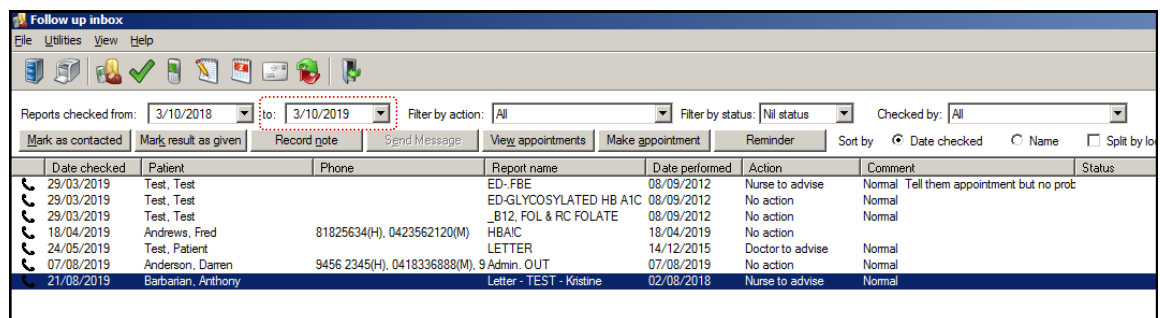 Follow up inbox
File Utilities View Help
Reports checked from: 3/10/2018 to: 3/10/2019 Filter by action: All Filter by status: Nil status Checked by: All
Mark as contacted Mark result as given Record note Send Message View appointments Make appointment Reminder Sort by Date checked Name Split by lo
Date checked Patient Phone Report name Date performed Action Comment Status
29/03/2019 Test, Test ED-.FBE 08/09/2012 Nurse to advise Normal Tell them appointment but no prob
29/03/2019 Test, Test ED-GLYCOSYLATED HB A1C 08/09/2012 No action Normal
29/03/2019 Test, Test _B12, FOL & RC FOLATE 08/09/2012 No action Normal
18/04/2019 Andrews, Fred 81825634(H), 0423562120(M) HBA!C 18/04/2019 No action
24/05/2019 Test, Patient LETTER 14/12/2015 Doctor to advise Normal
07/08/2019 Anderson, Darren 9456 2345(H), 0418336888(M), 9 Admin. OUT 07/08/2019 No action Normal
21/08/2019 Barbarian, Anthony Letter - TEST - Kristine 02/08/2018 Nurse to advise Normal